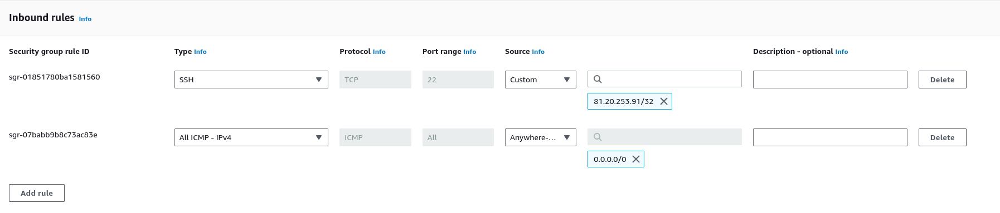 Inbound rules Info
Security group rule ID Type Info Protocol Info Port range Info Source Info Description - optional Info
sgr-01851780ba1581560 SSH TCP 22 Custom Delete
81.20.253.91/32
sgr-07babb9b8c73ac83e All ICMP - IPv4 ICMP All Anywhere-... Delete
0.0.0.0/0
Add rule